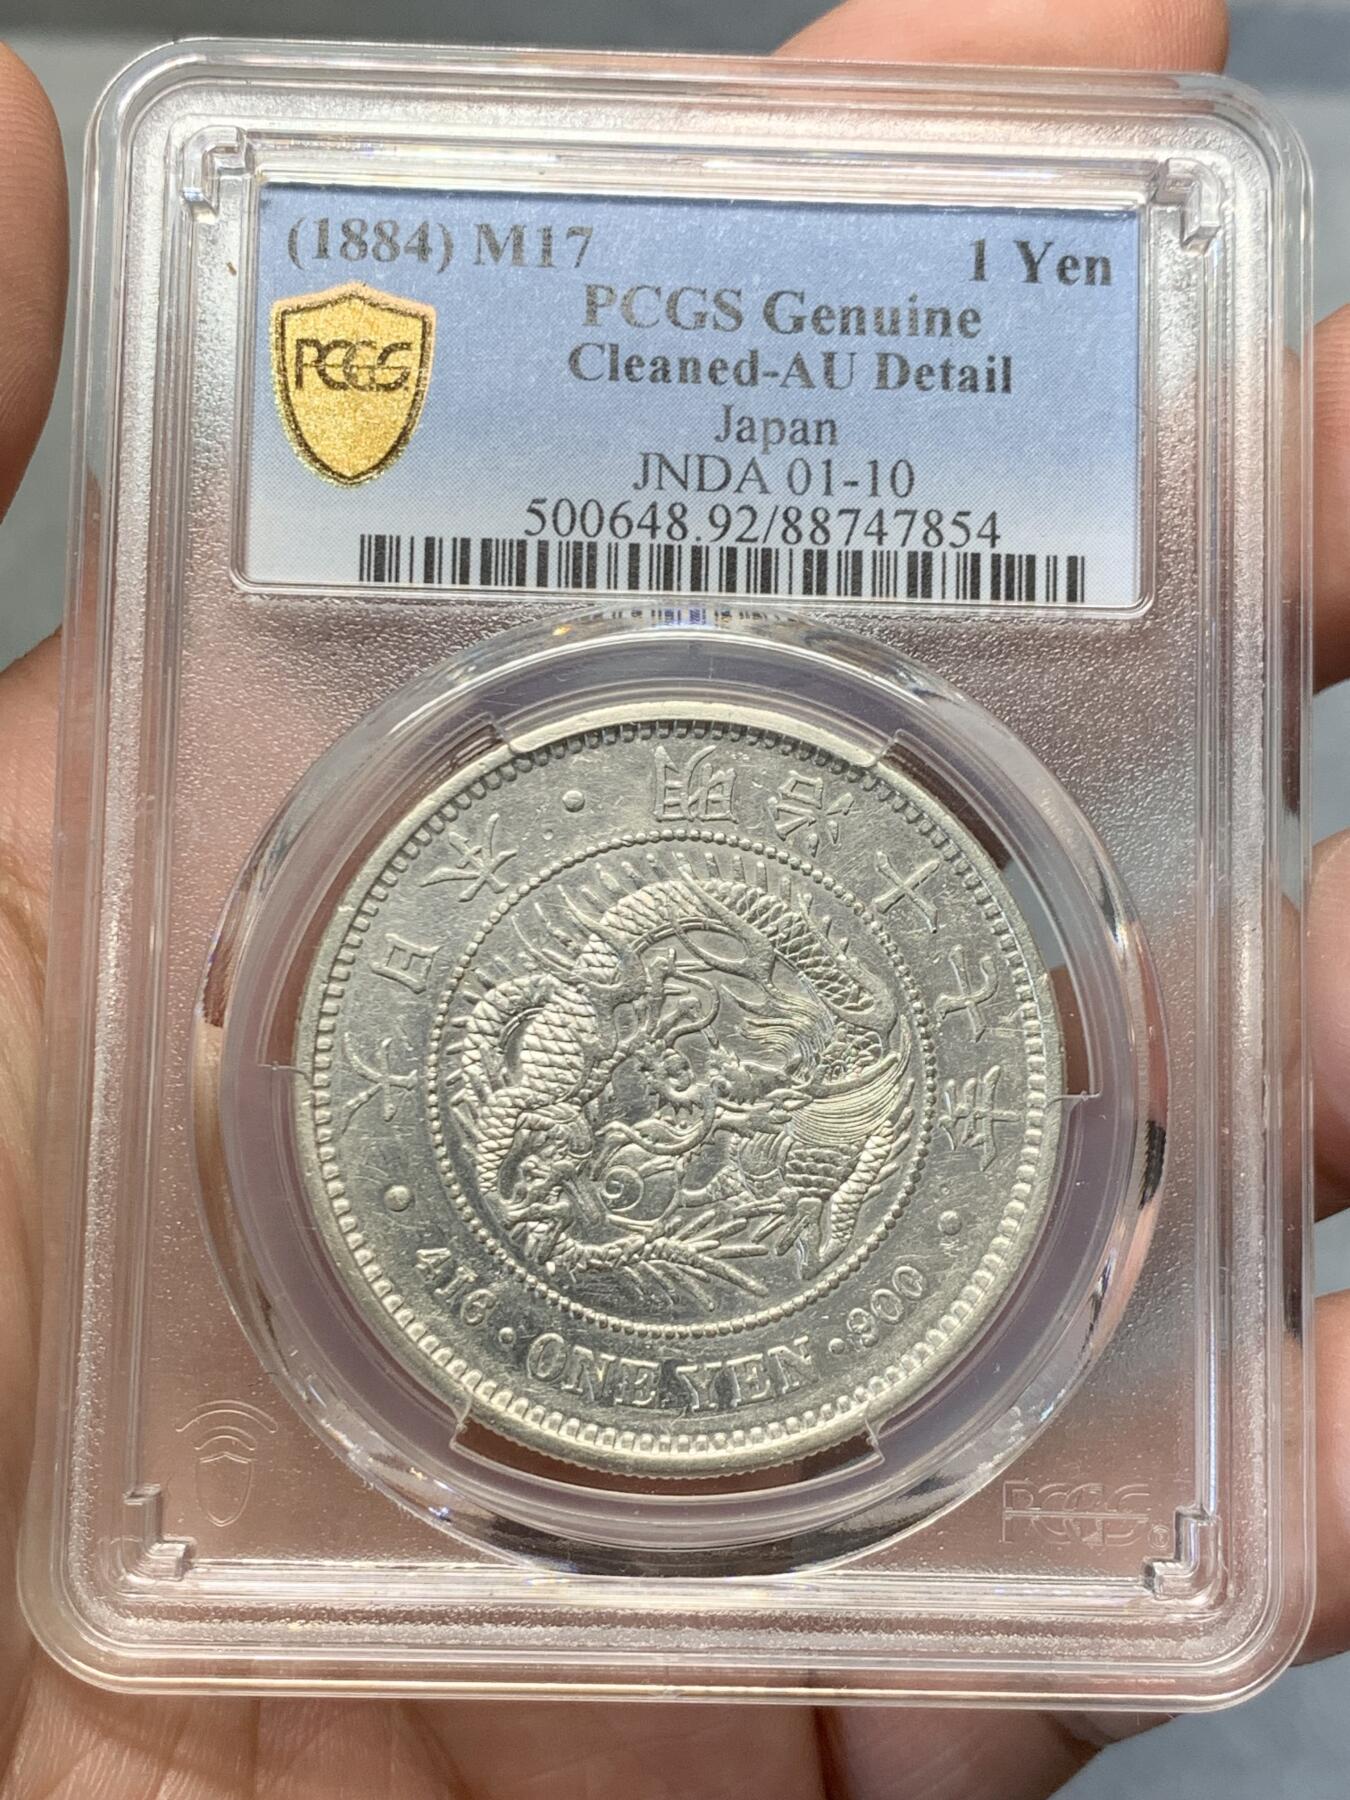 (1884) M17
1 Yen
PCGS Genuine
PCGS
Cleaned-AU Detail
Japan
JNDA 01-10
500648.92/88747854
大日本 · 明治十七年 ·
416 · ONE YEN · 900
PCGS